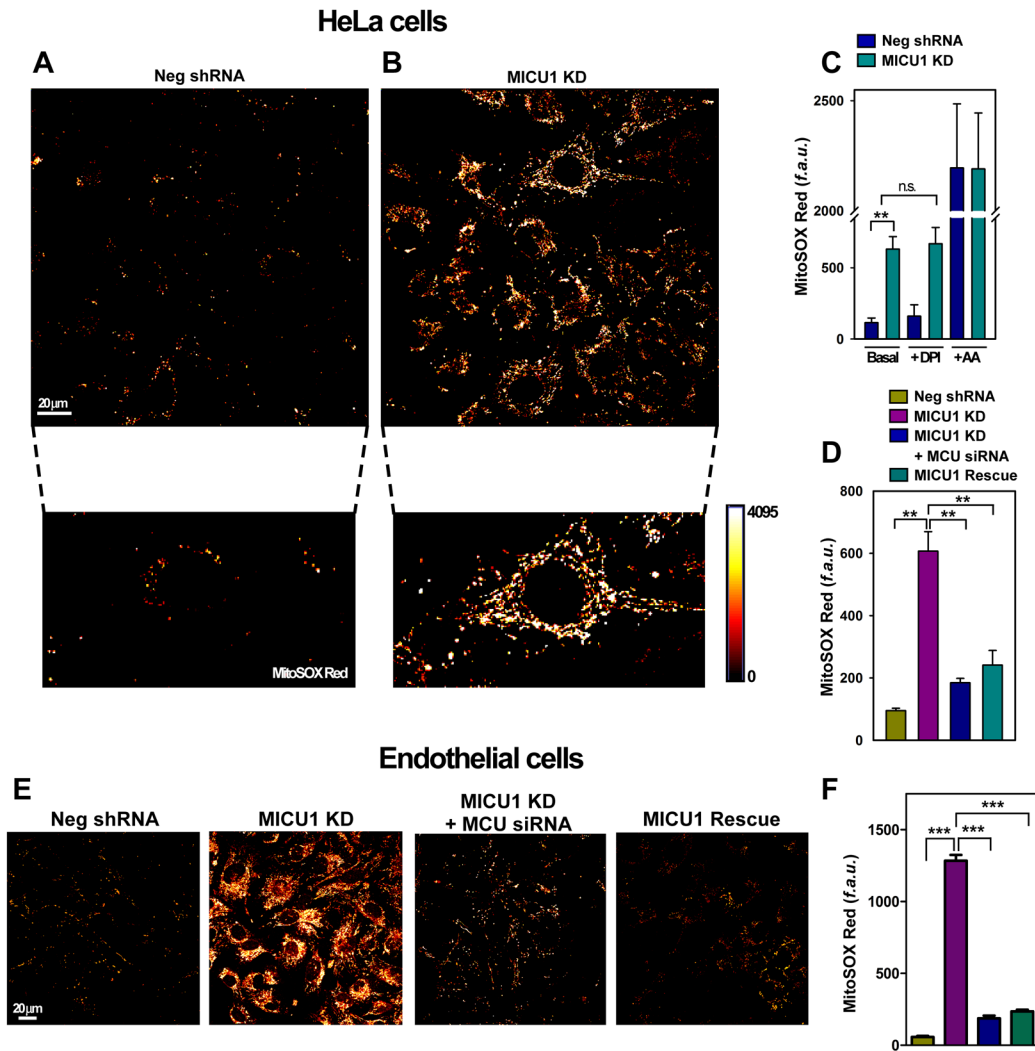 HeLa cells
A
Neg shRNA
20μm
B
MICU1 KD
C
Neg shRNA
MICU1 KD
MitoSOX Red (f.a.u.)
2500
2000
500
0
**
n.s.
Basal
+DPI
+AA
MitoSOX Red
4095
0
D
Neg shRNA
MICU1 KD
MICU1 KD
+ MCU siRNA
MICU1 Rescue
MitoSOX Red (f.a.u.)
800
600
400
200
0
**
**
**
Endothelial cells
E
Neg shRNA
20μm
MICU1 KD
MICU1 KD
+ MCU siRNA
MICU1 Rescue
F
MitoSOX Red (f.a.u.)
1500
1000
500
0
***
***
***